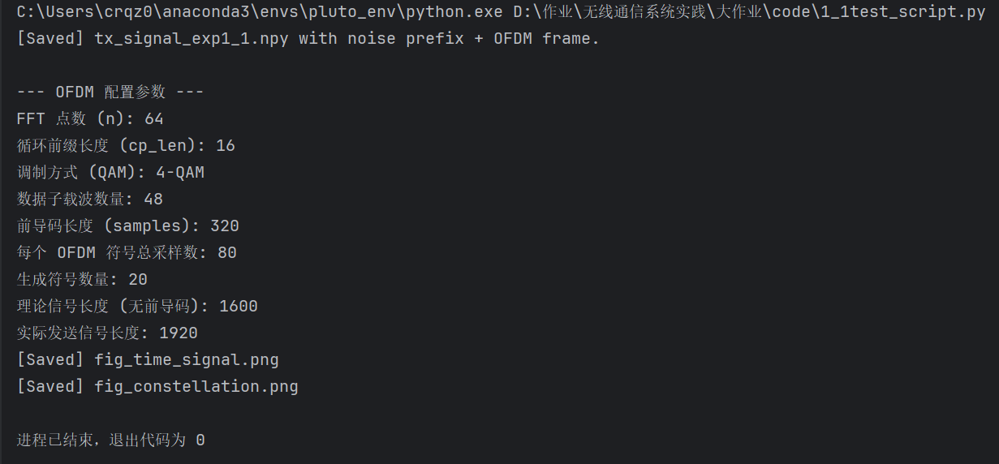 C:\Users\crqz0\anaconda3\envs\pluto_env\python.exe D:\作业\无线通信系统实践\大作业\code\1_1test_script.py
[Saved] tx_signal_exp1_1.npy with noise prefix + OFDM frame.
--- OFDM 配置参数 ---
FFT 点数 (n): 64
循环前缀长度 (cp_len): 16
调制方式 (QAM): 4-QAM
数据子载波数量: 48
前导码长度 (samples): 320
每个 OFDM 符号总采样数: 80
生成符号数量: 20
理论信号长度 (无前导码): 1600
实际发送信号长度: 1920
[Saved] fig_time_signal.png
[Saved] fig_constellation.png
进程已结束，退出代码为 0